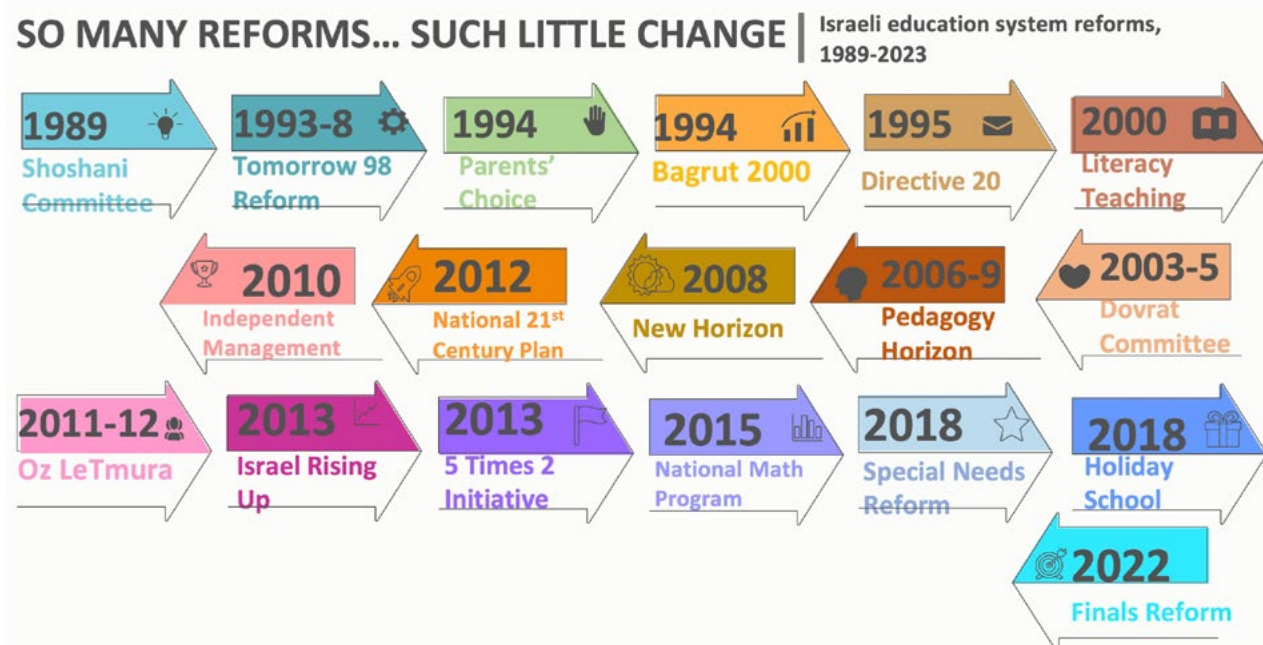 SO MANY REFORMS... SUCH LITTLE CHANGE
Israeli education system reforms,
1989-2023
1989
Shoshani
Committee
1993-8
Tomorrow 98
Reform
1994
Parents'
Choice
1994
Bagrut 2000
1995
Directive 20
2000
Literacy
Teaching
2010
Independent
Management
2012
National 21st
Century Plan
2008
New Horizon
2006-9
Pedagogy
Horizon
2003-5
Dovrat
Committee
2011-12
Oz LeTmura
2013
Israel Rising
Up
2013
5 Times 2
Initiative
2015
National Math
Program
2018
Special Needs
Reform
2018
Holiday
School
2022
Finals Reform